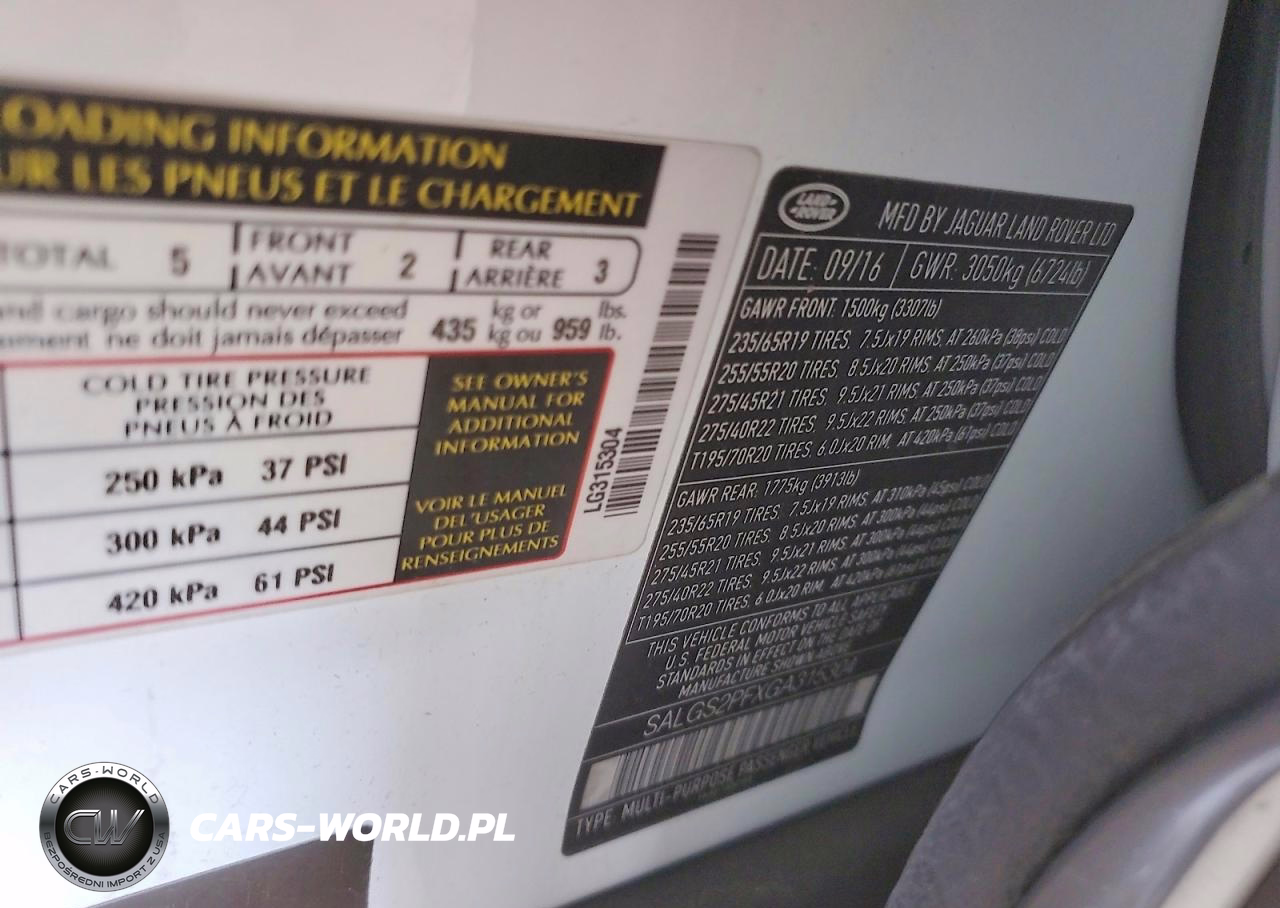 OADING INFORMATION
UR LES PNEUS ET LE CHARGEMENT
TOTAL 5 FRONT AVANT 2 REAR ARRIÈRE 3
and cargo should never exceed
ement ne doit jamais dépasser
435 kg or kg ou 959 lbs. lb.
COLD TIRE PRESSURE
PRESSION DES
PNEUS À FROID
250 kPa 37 PSI
300 kPa 44 PSI
420 kPa 61 PSI
SEE OWNER'S
MANUAL FOR
ADDITIONAL
INFORMATION
VOIR LE MANUEL
DEL'USAGER
POUR PLUS DE
RENSEIGNEMENTS
LG315304
LAND ROVER
MFD BY JAGUAR LAND ROVER LTD
DATE: 09/16 GWR: 3050kg (6724lb)
GAWR FRONT: 1500kg (3307lb)
235/65R19 TIRES, 7.5Jx19 RIMS, AT 260kPa (38psi) COLD
255/55R20 TIRES, 8.5Jx20 RIMS, AT 250kPa (37psi) COLD
275/45R21 TIRES, 9.5Jx21 RIMS, AT 250kPa (37psi) COLD
275/40R22 TIRES, 9.5Jx22 RIMS, AT 250kPa (37psi) COLD
T195/70R20 TIRES, 6.0Jx20 RIM, AT 420kPa (61psi) COLD
GAWR REAR: 1775kg (3913lb)
235/65R19 TIRES, 7.5Jx19 RIMS, AT 310kPa (45psi) COLD
255/55R20 TIRES, 8.5Jx20 RIMS, AT 300kPa (44psi) COLD
275/45R21 TIRES, 9.5Jx21 RIMS, AT 300kPa (44psi) COLD
275/40R22 TIRES, 9.5Jx22 RIMS, AT 300kPa (44psi) COLD
T195/70R20 TIRES, 6.0Jx20 RIM, AT 420kPa (61psi) COLD
THIS VEHICLE CONFORMS TO ALL APPLICABLE
U.S. FEDERAL MOTOR VEHICLE SAFETY
STANDARDS IN EFFECT ON THE DATE OF
MANUFACTURE SHOWN ABOVE
SALGS2PFXGA315304
TYPE: MULTI-PURPOSE PASSENGER VEHICLE
CARS-WORLD
CW
BEZPOŚREDNI IMPORT Z USA
CARS-WORLD.PL